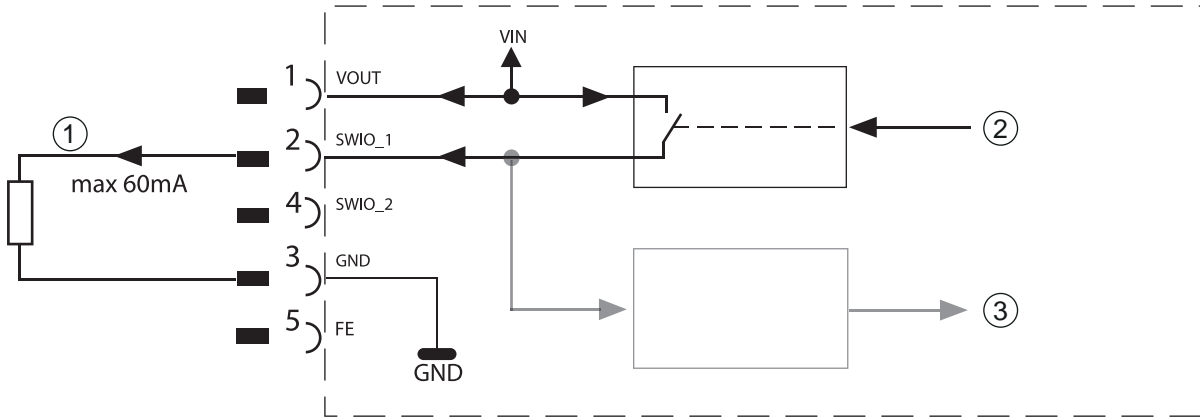 VIN
1 VOUT
2 SWIO_1
①
max 60mA
②
4 SWIO_2
3 GND
③
5 FE
GND